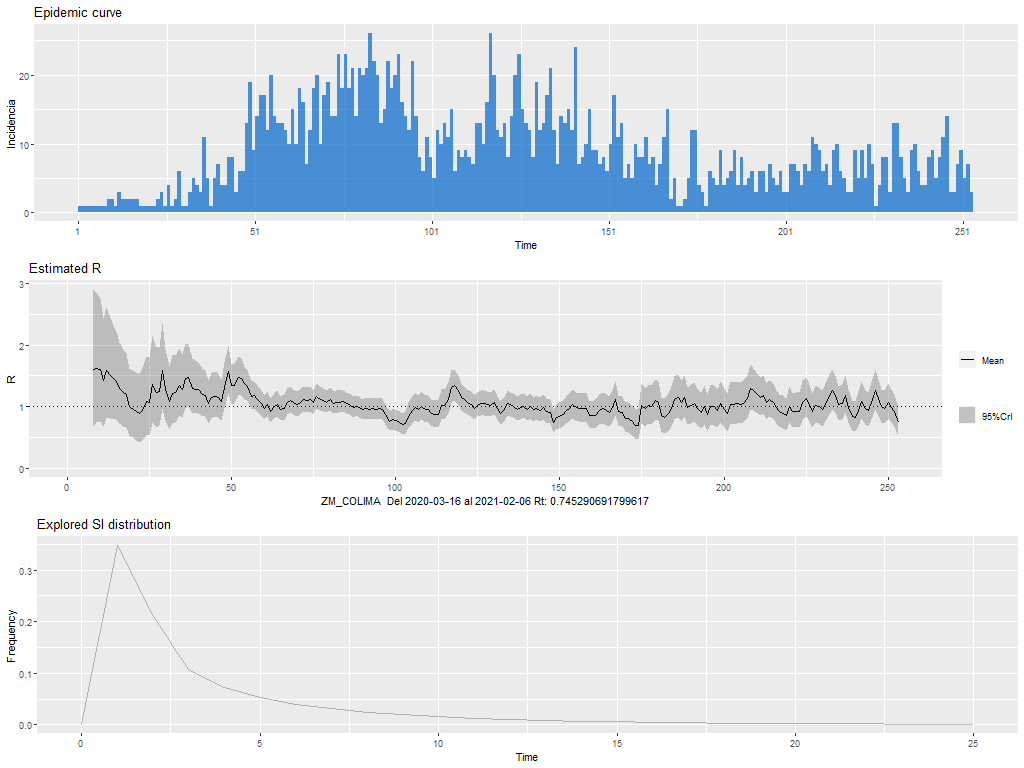 Epidemic curve
Incidencia
20
10
0
1 51 101 151 201 251
Time
Estimated R
R
3
2
1
0
0 50 100 150 200 250
Mean
95%CrI
ZM_COLIMA Del 2020-03-16 al 2021-02-06 Rt: 0.745290691799617
Explored SI distribution
Frequency
0.3
0.2
0.1
0.0
0 5 10 15 20 25
Time